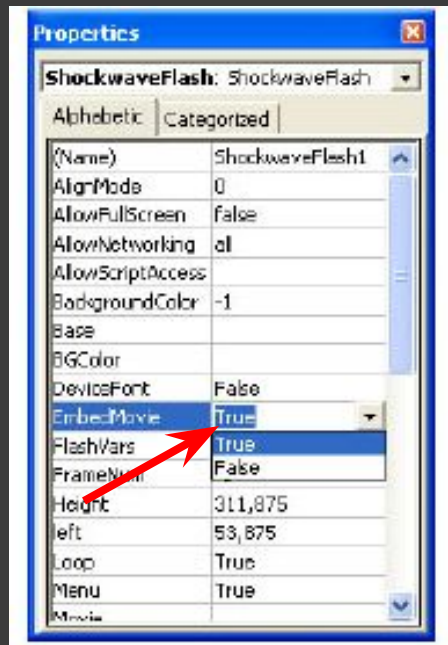 Properties
ShockwaveFlash: ShockwaveFlash
Alphabetic Categorized
(Name) ShockwaveFlash1
AlignMode 0
AllowFullScreen false
AllowNetworking all
AllowScriptAccess
BackgroundColor -1
Base
BGColor
DeviceFont False
EmbedMovie True
FlashVars True
FrameNum False
Height 311,875
left 53,875
Loop True
Menu True
Movie